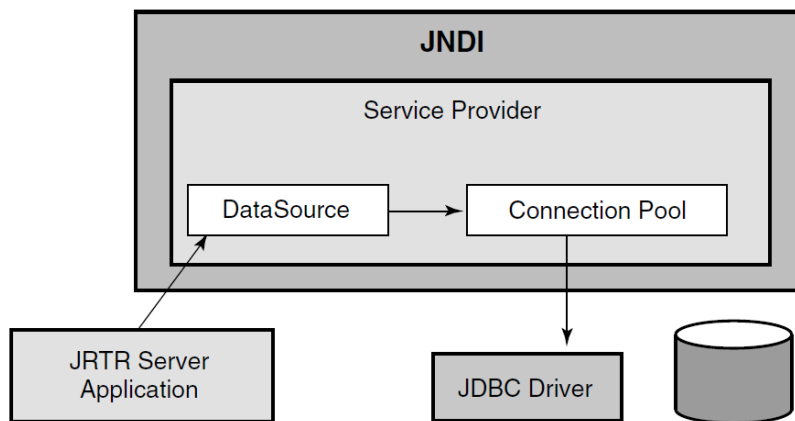 JNDI
Service Provider
DataSource
Connection Pool
JRTR Server
Application
JDBC Driver